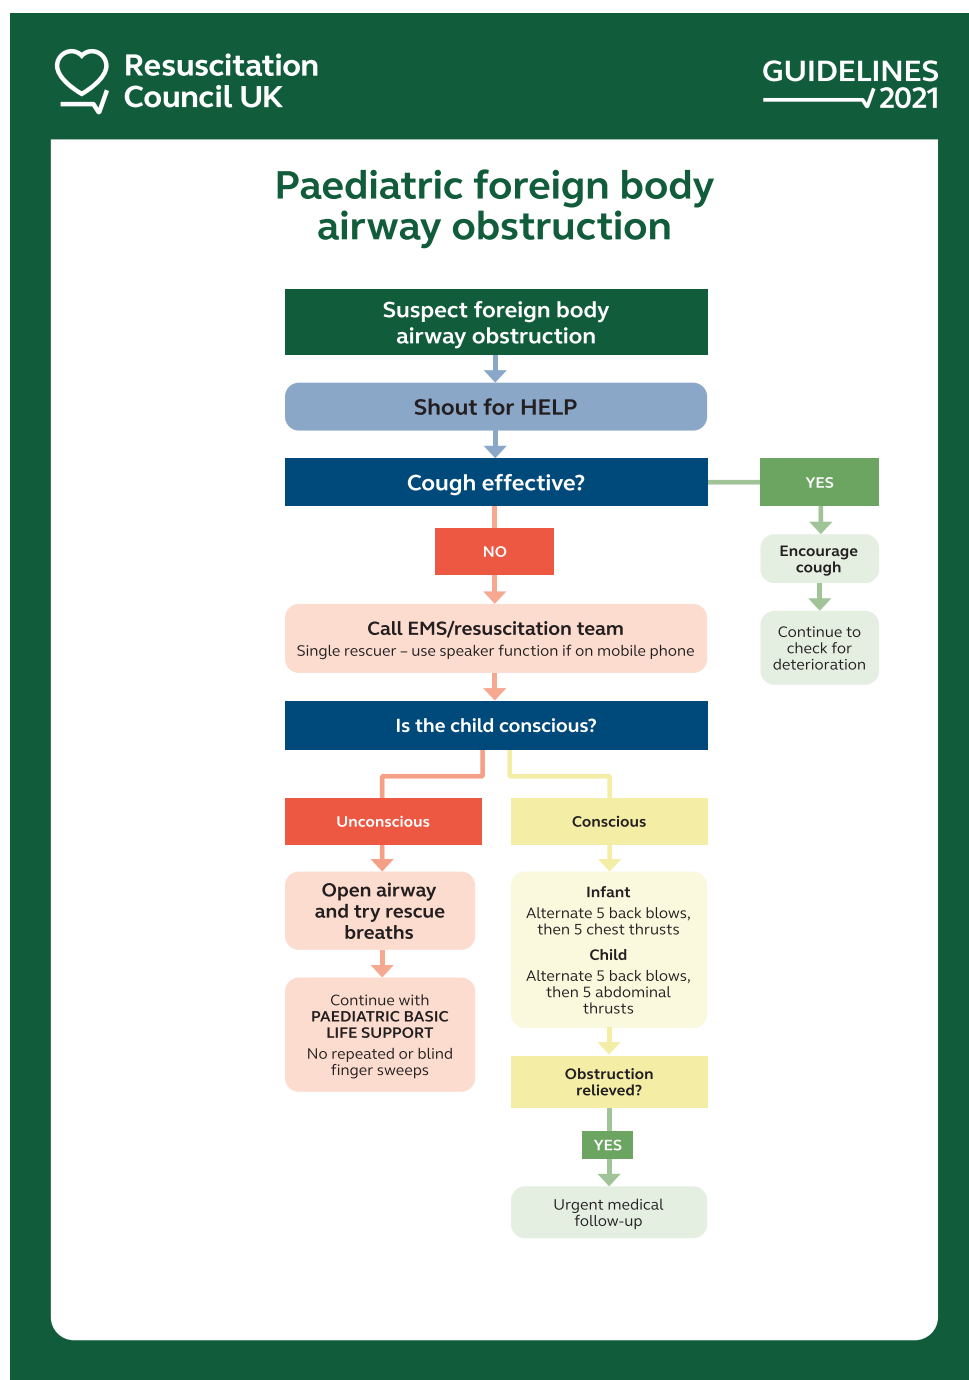 Resuscitation
Council UK
GUIDELINES
2021
Paediatric foreign body
airway obstruction
Suspect foreign body
airway obstruction
Shout for HELP
Cough effective?
YES
NO
Encourage
cough
Call EMS/resuscitation team
Single rescuer – use speaker function if on mobile phone
Continue to
check for
deterioration
Is the child conscious?
Unconscious
Conscious
Open airway
and try rescue
breaths
Continue with
PAEDIATRIC BASIC
LIFE SUPPORT
No repeated or blind
finger sweeps
Infant
Alternate 5 back blows,
then 5 chest thrusts
Child
Alternate 5 back blows,
then 5 abdominal
thrusts
Obstruction
relieved?
YES
Urgent medical
follow-up